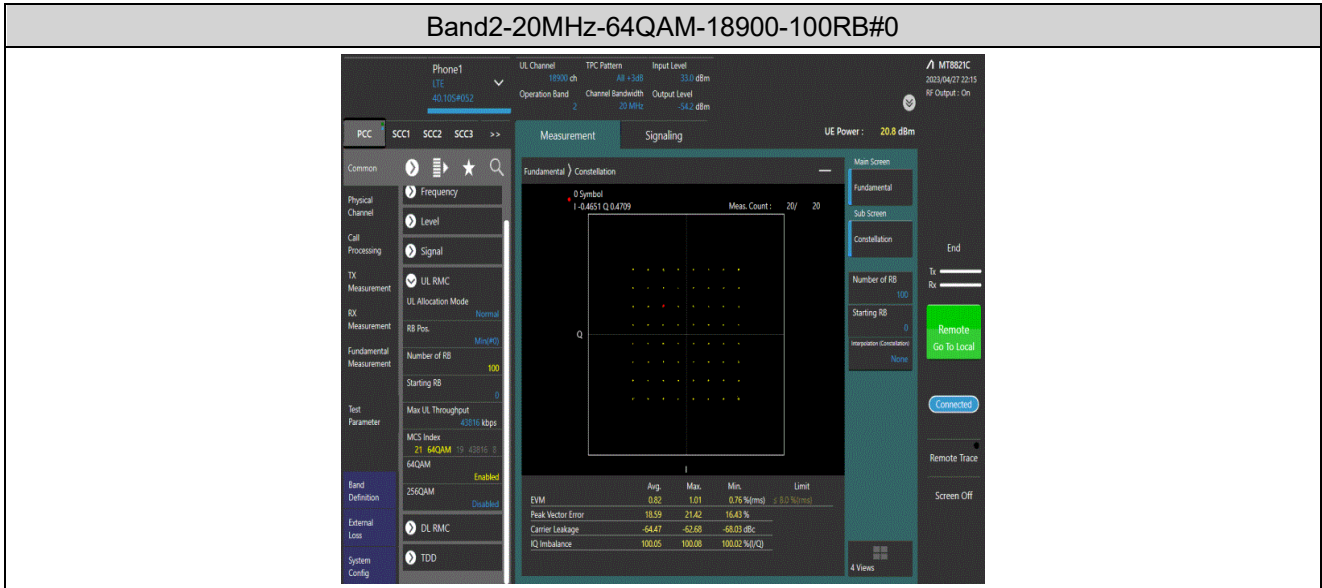 Band2-20MHz-64QAM-18900-100RB#0
Phone1
LTE
40.105#052
UL Channel TPC Pattern Input Level
18900 ch All +3dB 33.0 dBm
Operation Band Channel Bandwidth Output Level
2 20 MHz -54.2 dBm
MT8821C
2023/04/27 22:15
RF Output : On
PCC SCC1 SCC2 SCC3 >>
Measurement Signaling
UE Power : 20.8 dBm
Common
Physical Channel
Call Processing
TX Measurement
RX Measurement
Fundamental Measurement
Test Parameter
Band Definition
External Loss
System Config
Frequency
Level
Signal
UL RMC
UL Allocation Mode
Normal
RB Pos.
Min(#0)
Number of RB
100
Starting RB
0
Max UL Throughput
43816 kbps
MCS Index
21 64QAM 19 43816 8
64QAM
Enabled
256QAM
Disabled
DL RMC
TDD
Fundamental 〉 Constellation
0 Symbol
I -0.4651 Q 0.4709 Meas. Count : 20/ 20
Q
I
Avg. Max. Min. Limit
EVM 0.82 1.01 0.76 %(rms) ≤ 8.0 %(rms)
Peak Vector Error 18.59 21.42 16.43 %
Carrier Leakage -64.47 -62.68 -68.03 dBc
IQ Imbalance 100.05 100.08 100.02 %(I/Q)
Main Screen
Fundamental
Sub Screen
Constellation
Number of RB
100
Starting RB
0
Interpolation (Constellation)
None
4 Views
End
Tx
Rx
Remote
Go To Local
Connected
Remote Trace
Screen Off